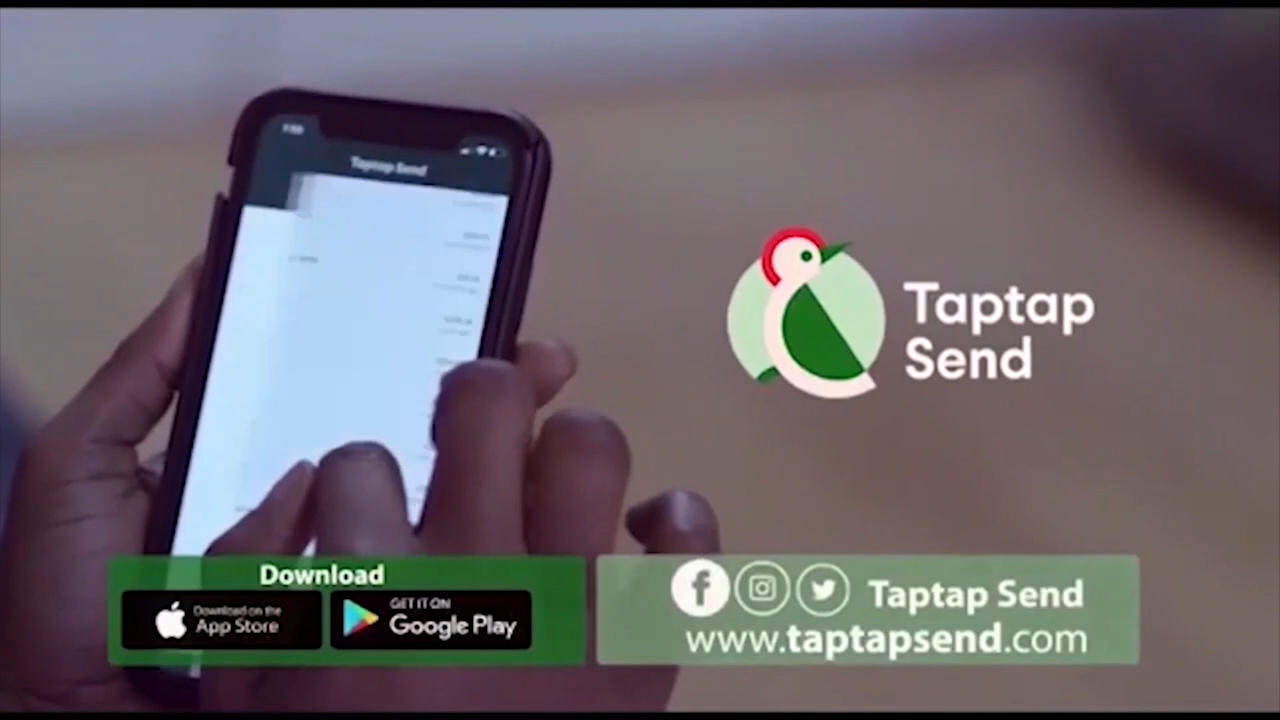 Taptap Send
Taptap
Send
Download
Download on the
App Store
GET IT ON
Google Play
Taptap Send
www.taptapsend.com